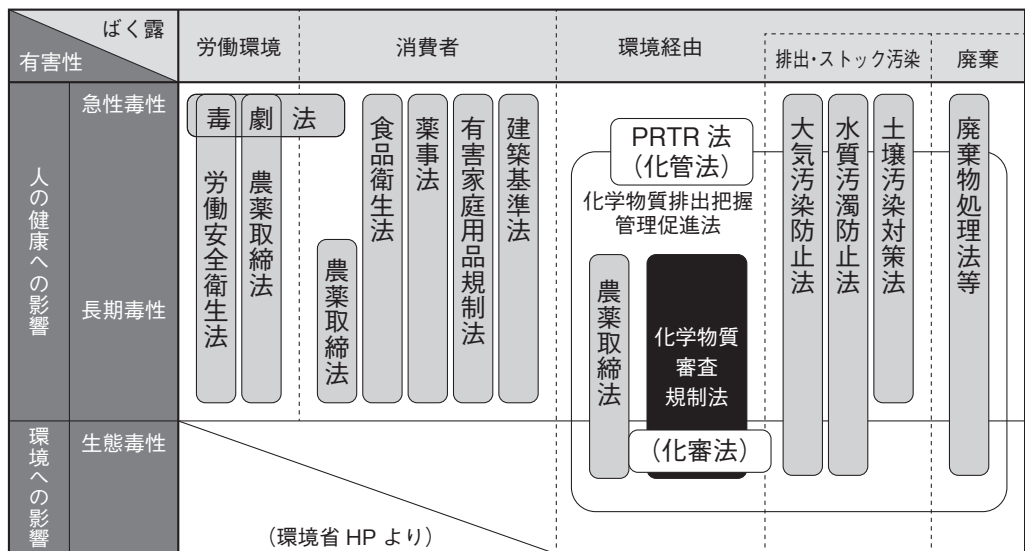 ばく露
有害性
労働環境
消費者
環境経由
排出・ストック汚染
廃棄
人の健康への影響
急性毒性
長期毒性
環境への影響
生態毒性
毒劇法
労働安全衛生法
農薬取締法
農薬取締法
食品衛生法
薬事法
有害家庭用品規制法
建築基準法
PRTR 法
（化管法）
化学物質排出把握
管理促進法
農薬取締法
化学物質
審査
規制法
（化審法）
大気汚染防止法
水質汚濁防止法
土壌汚染対策法
廃棄物処理法等
（環境省 HP より）